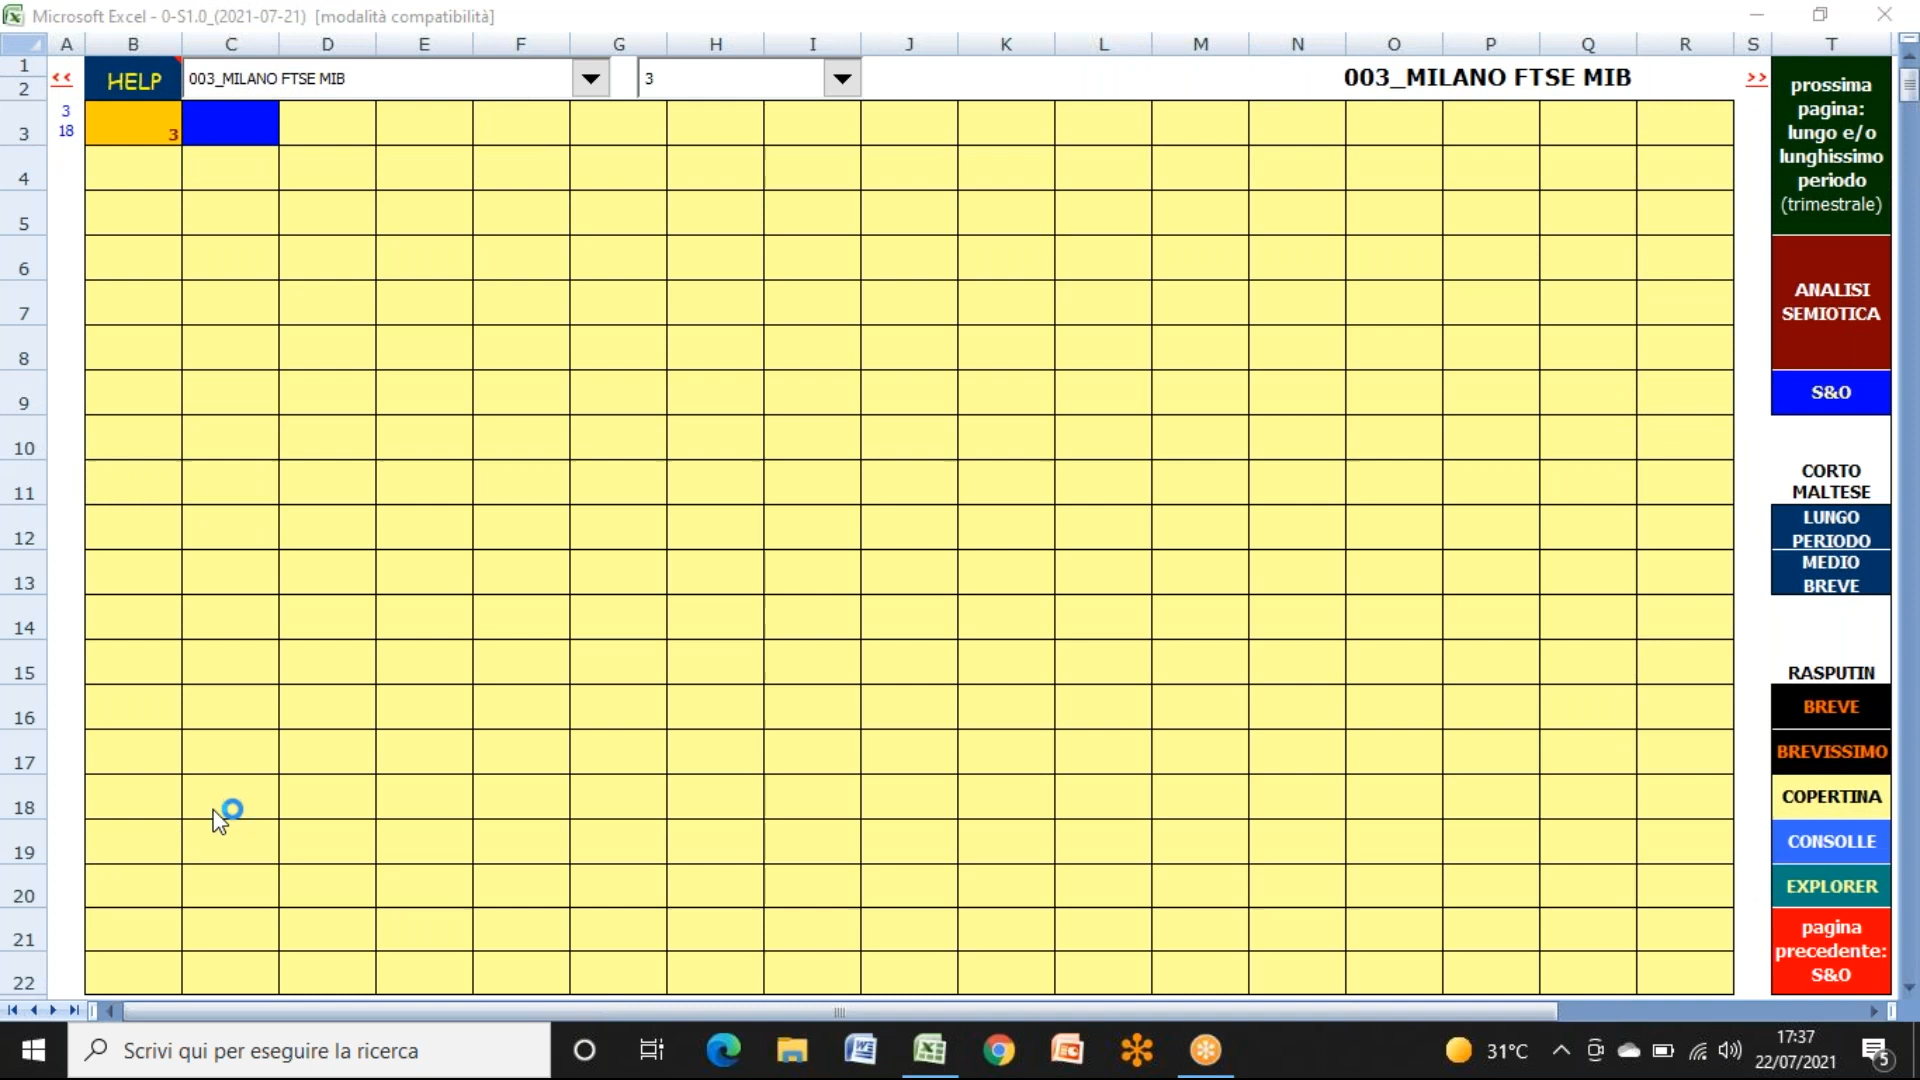 Microsoft Excel - 0-S1.0_(2021-07-21) [modalità compatibilità]
A B C D E F G H I J K L M N O P Q R S T
1
2
<< HELP 003_MILANO FTSE MIB 3 003_MILANO FTSE MIB >>
3
18
3
3
4
5
6
7
8
9
10
11
12
13
14
15
16
17
18
19
20
21
22
prossima
pagina:
lungo e/o
lunghissimo
periodo
(trimestrale)
ANALISI
SEMIOTICA
S&O
CORTO
MALTESE
LUNGO
PERIODO
MEDIO
BREVE
RASPUTIN
BREVE
BREVISSIMO
COPERTINA
CONSOLLE
EXPLORER
pagina
precedente:
S&O
Scrivi qui per eseguire la ricerca
31°C
17:37
22/07/2021
5